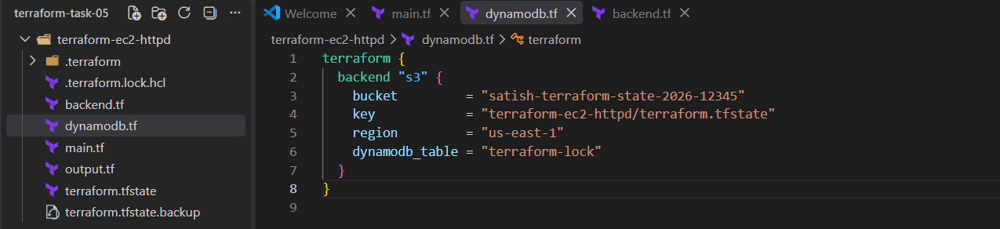 terraform-task-05
terraform-ec2-httpd
.terraform
.terraform.lock.hcl
backend.tf
dynamodb.tf
main.tf
output.tf
terraform.tfstate
terraform.tfstate.backup
Welcome
main.tf
dynamodb.tf
backend.tf
terraform-ec2-httpd > dynamodb.tf > terraform
1 terraform {
2   backend "s3" {
3     bucket         = "satish-terraform-state-2026-12345"
4     key            = "terraform-ec2-httpd/terraform.tfstate"
5     region         = "us-east-1"
6     dynamodb_table = "terraform-lock"
7   }
8 }
9